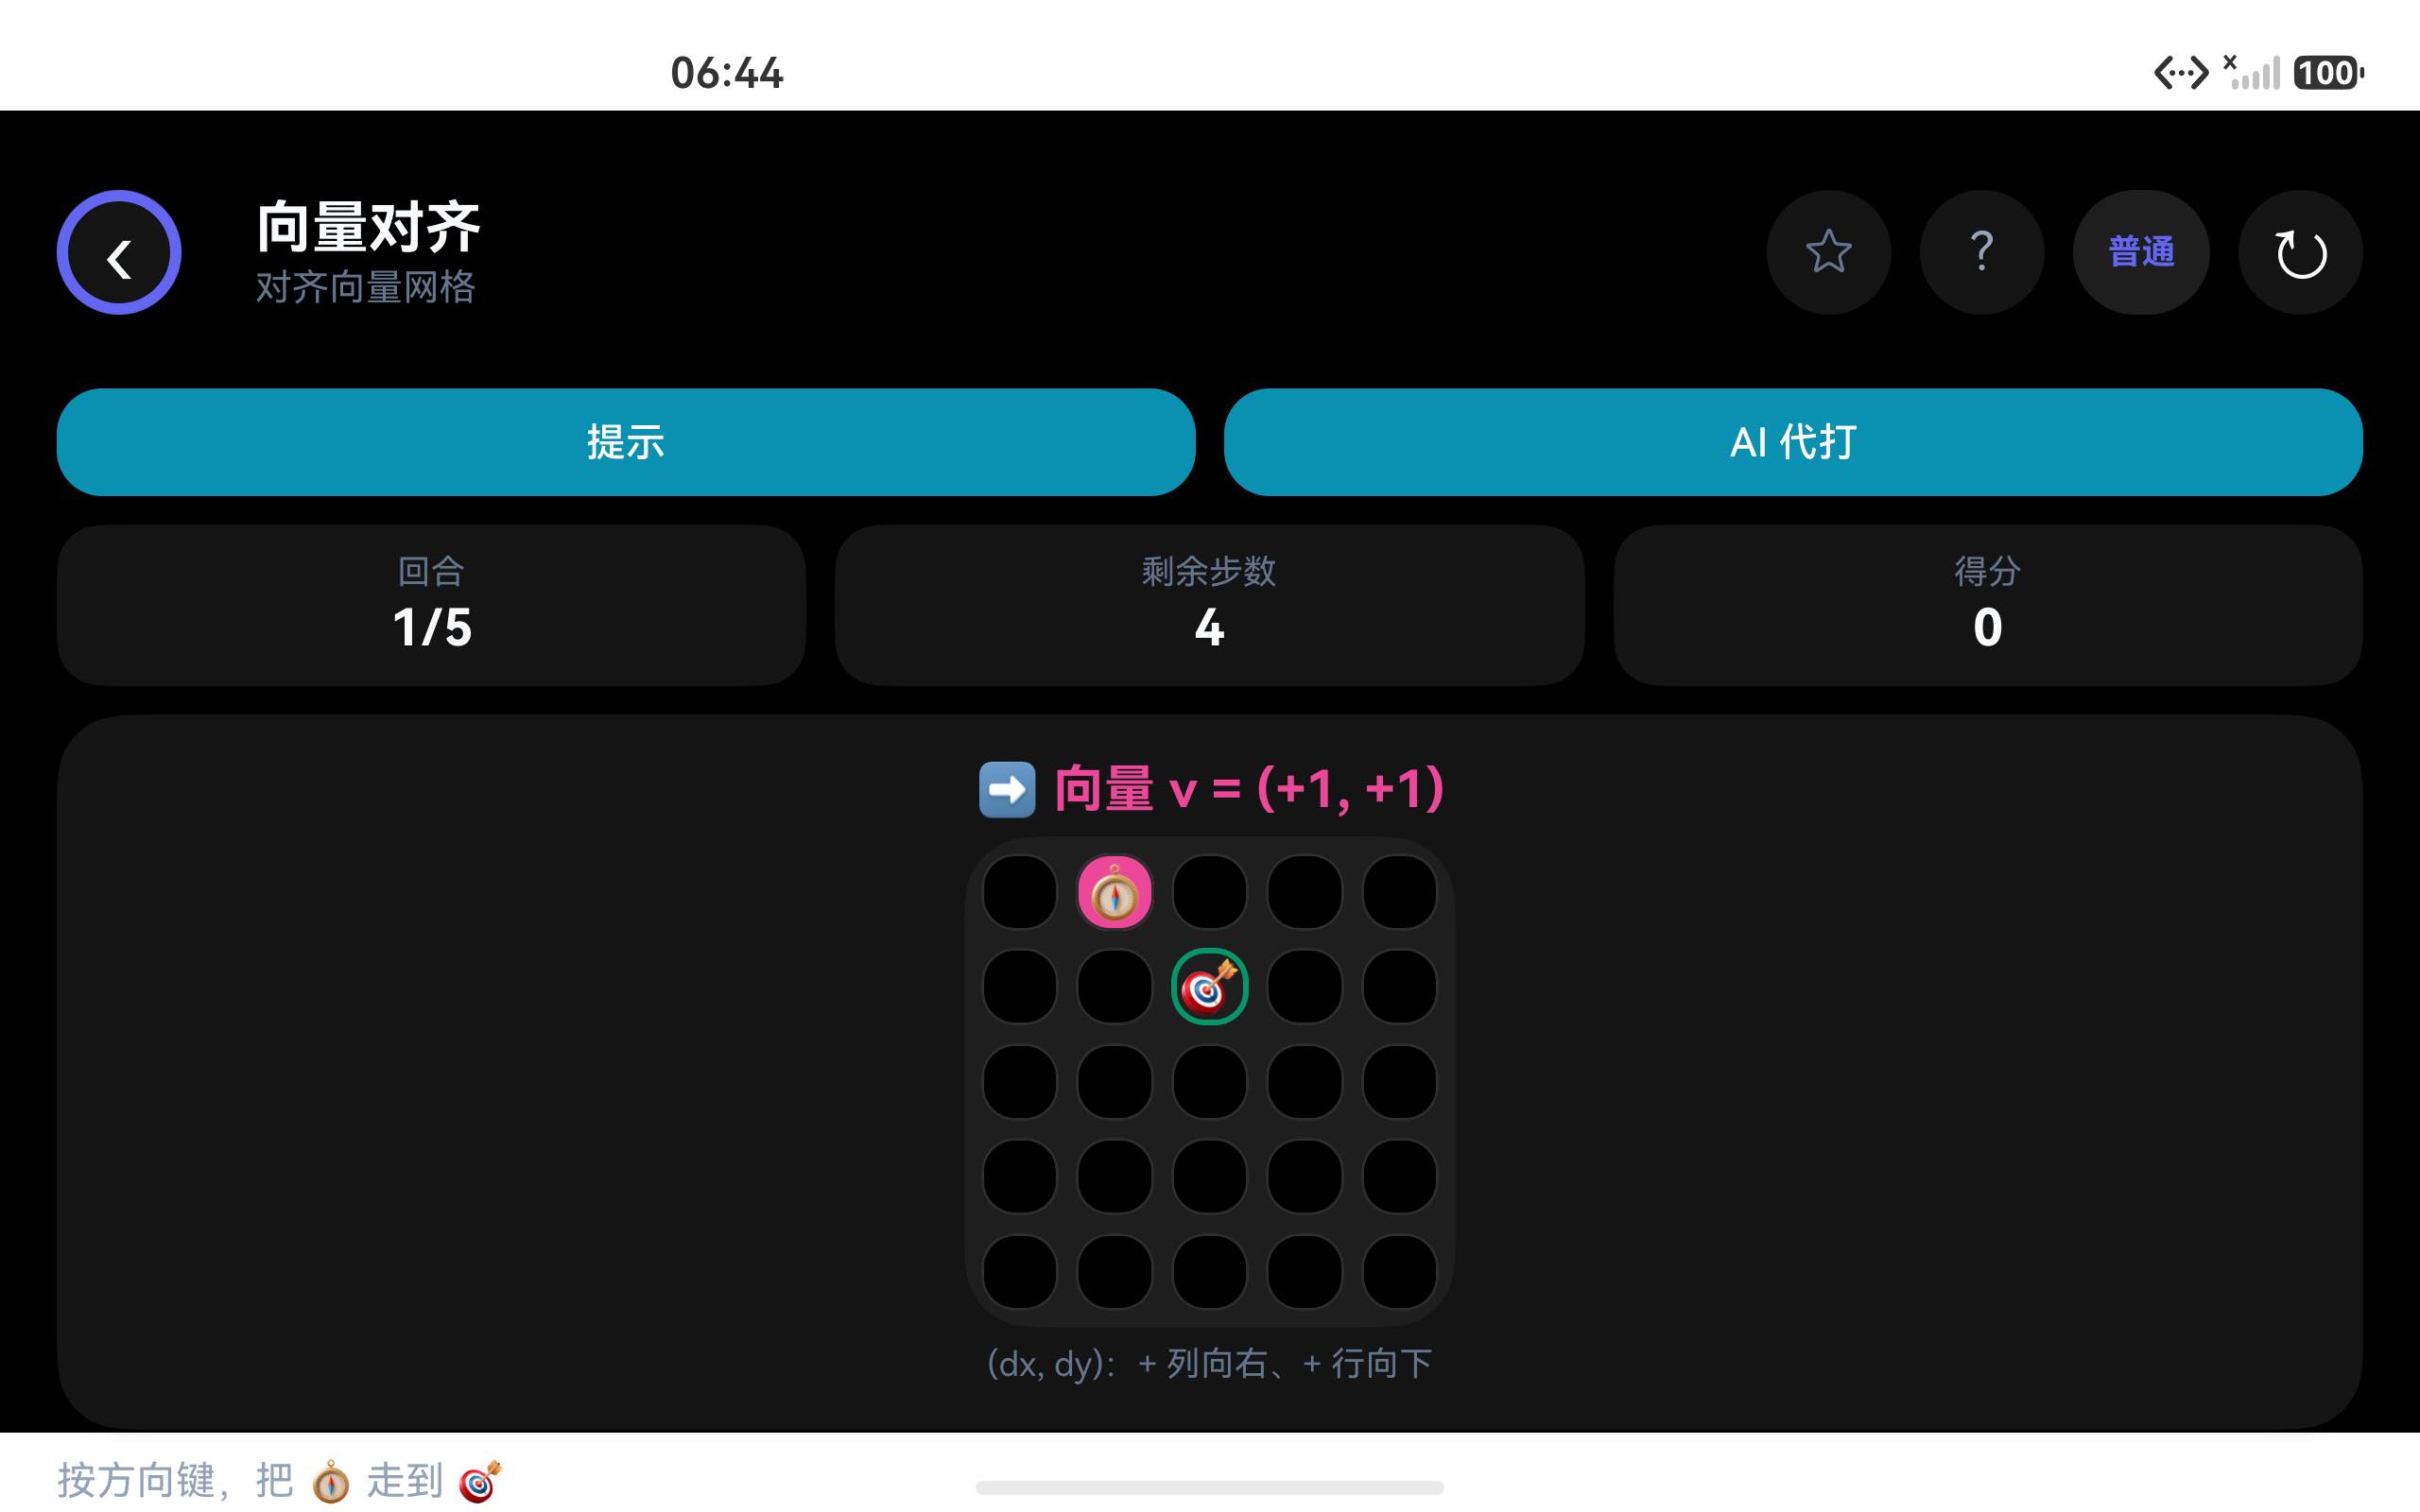 06:44
100
向量对齐
对齐向量网格
?
普通
提示
AI 代打
回合
1/5
剩余步数
4
得分
0
➡️ 向量 v = (+1, +1)
(dx, dy)：+ 列向右、+ 行向下
按方向键，把 🧭 走到 🎯